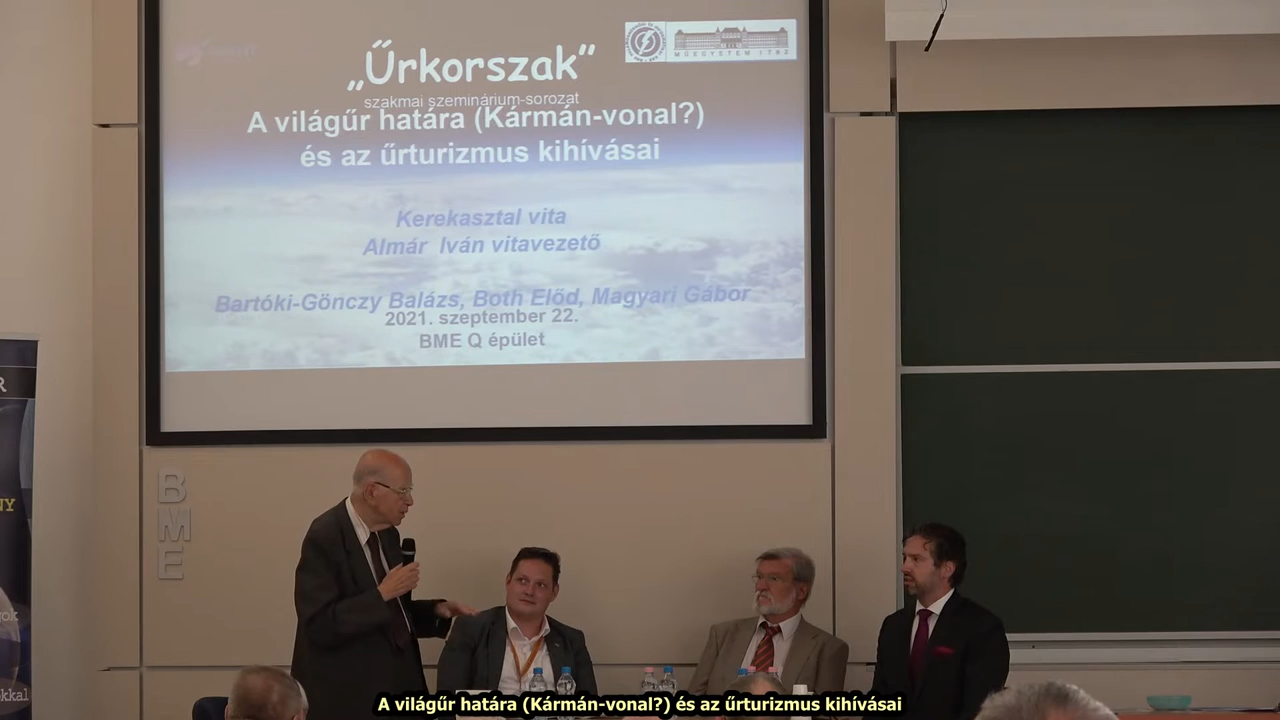 „Űrkorszak”
szakmai szeminárium-sorozat
A világűr határa (Kármán-vonal?)
és az űrturizmus kihívásai
Kerekasztal vita
Almár Iván vitavezető
Bartóki-Gönczy Balázs, Both Előd, Magyari Gábor
2021. szeptember 22.
BME Q épület
MŰEGYETEM 1782
BME
R
NY
okkal
A világűr határa (Kármán-vonal?) és az űrturizmus kihívásai